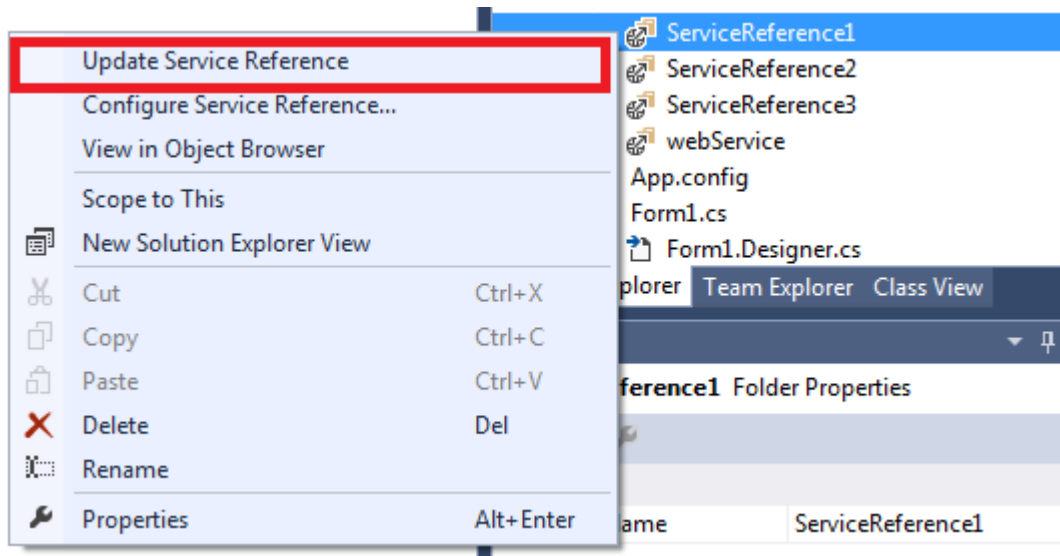 Update Service Reference
Configure Service Reference...
View in Object Browser
Scope to This
New Solution Explorer View
Cut Ctrl+X
Copy Ctrl+C
Paste Ctrl+V
Delete Del
Rename
Properties Alt+Enter
ServiceReference1
ServiceReference2
ServiceReference3
webService
App.config
Form1.cs
Form1.Designer.cs
plorer Team Explorer Class View
ference1 Folder Properties
ame ServiceReference1